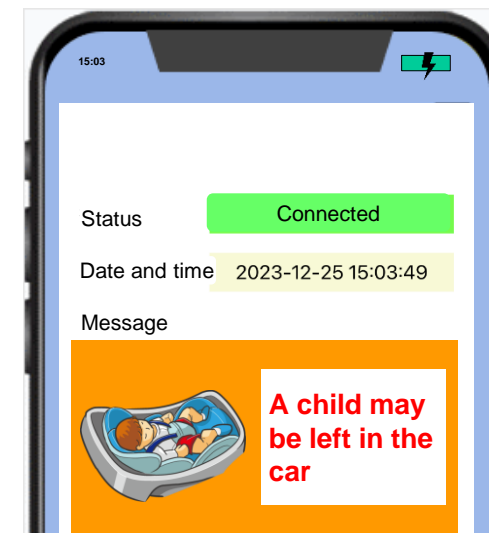 15:03
Status Connected
Date and time 2023-12-25 15:03:49
Message
A child may
be left in the
car